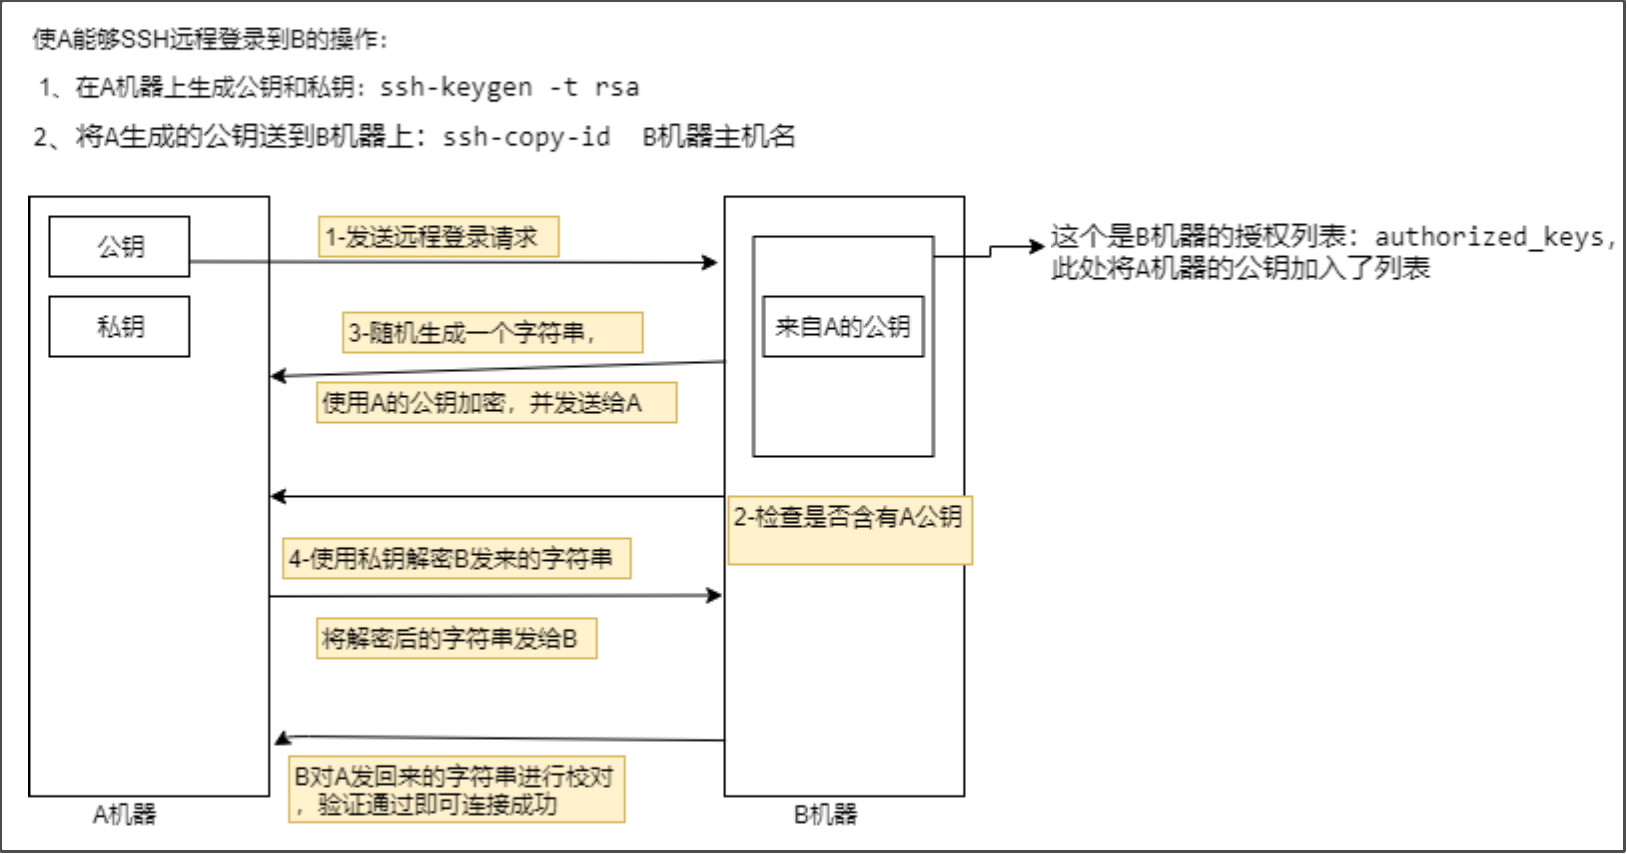 使A能够SSH远程登录到B的操作：
1、在A机器上生成公钥和私钥：ssh-keygen -t rsa
2、将A生成的公钥送到B机器上：ssh-copy-id  B机器主机名
公钥
私钥
1-发送远程登录请求
3-随机生成一个字符串，
使用A的公钥加密，并发送给A
来自A的公钥
这个是B机器的授权列表：authorized_keys,
此处将A机器的公钥加入了列表
2-检查是否含有A公钥
4-使用私钥解密B发来的字符串
将解密后的字符串发给B
B对A发回来的字符串进行校对
，验证通过即可连接成功
A机器
B机器